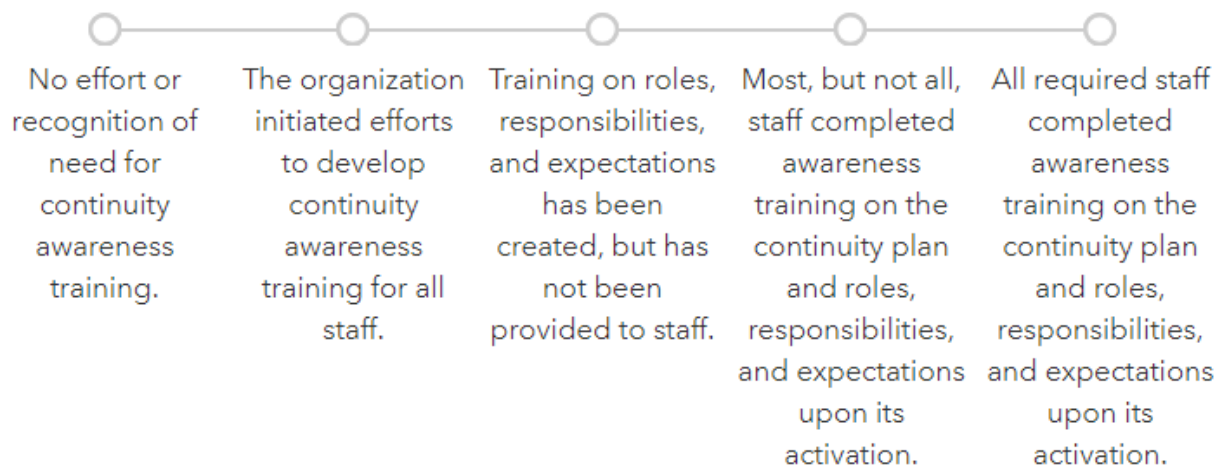 No effort or
recognition of
need for
continuity
awareness
training.
The organization
initiated efforts
to develop
continuity
awareness
training for all
staff.
Training on roles,
responsibilities,
and expectations
has been
created, but has
not been
provided to staff.
Most, but not all,
staff completed
awareness
training on the
continuity plan
and roles,
responsibilities,
and expectations
upon its
activation.
All required staff
completed
awareness
training on the
continuity plan
and roles,
responsibilities,
and expectations
upon its
activation.